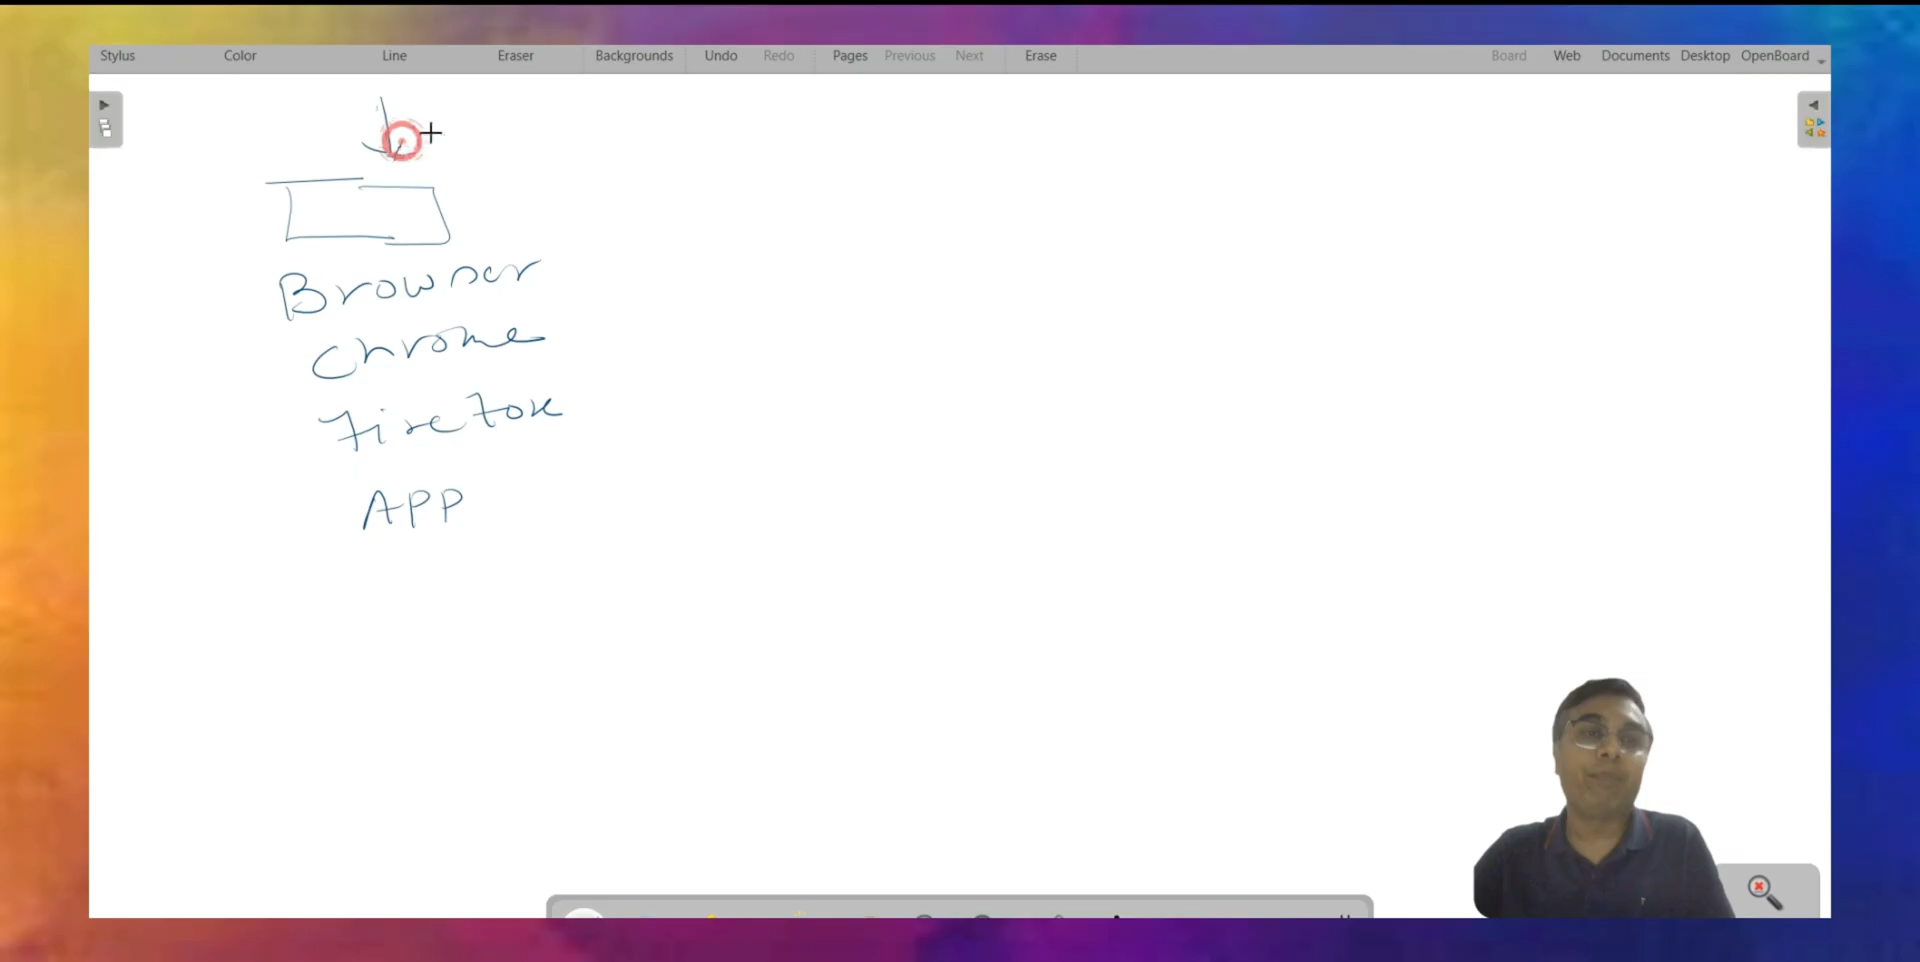 Stylus Color Line Eraser Backgrounds Undo Redo Pages Previous Next Erase Board Web Documents Desktop OpenBoard
Browser
Chrome
Firefox
APP